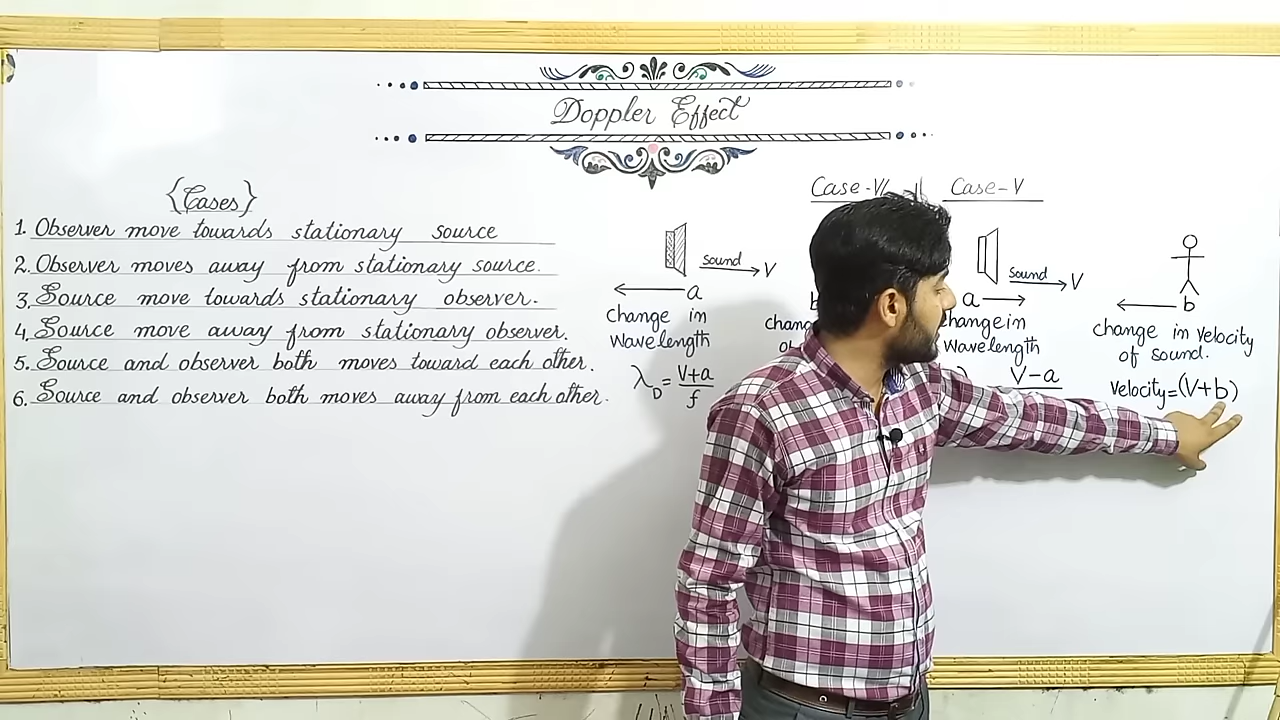 Doppler Effect
{Cases}
1. Observer move towards stationary source
2. Observer moves away from stationary source.
3. Source move towards stationary observer.
4. Source move away from stationary observer.
5. Source and observer both moves toward each other.
6. Source and observer both moves away from each other.
Case-VI
sound
V
a
change in
wavelength
λD = V+a / f
b
Case-V
sound
V
a
change in
wavelength
V-a
b
change in velocity
of sound.
velocity=(V+b)